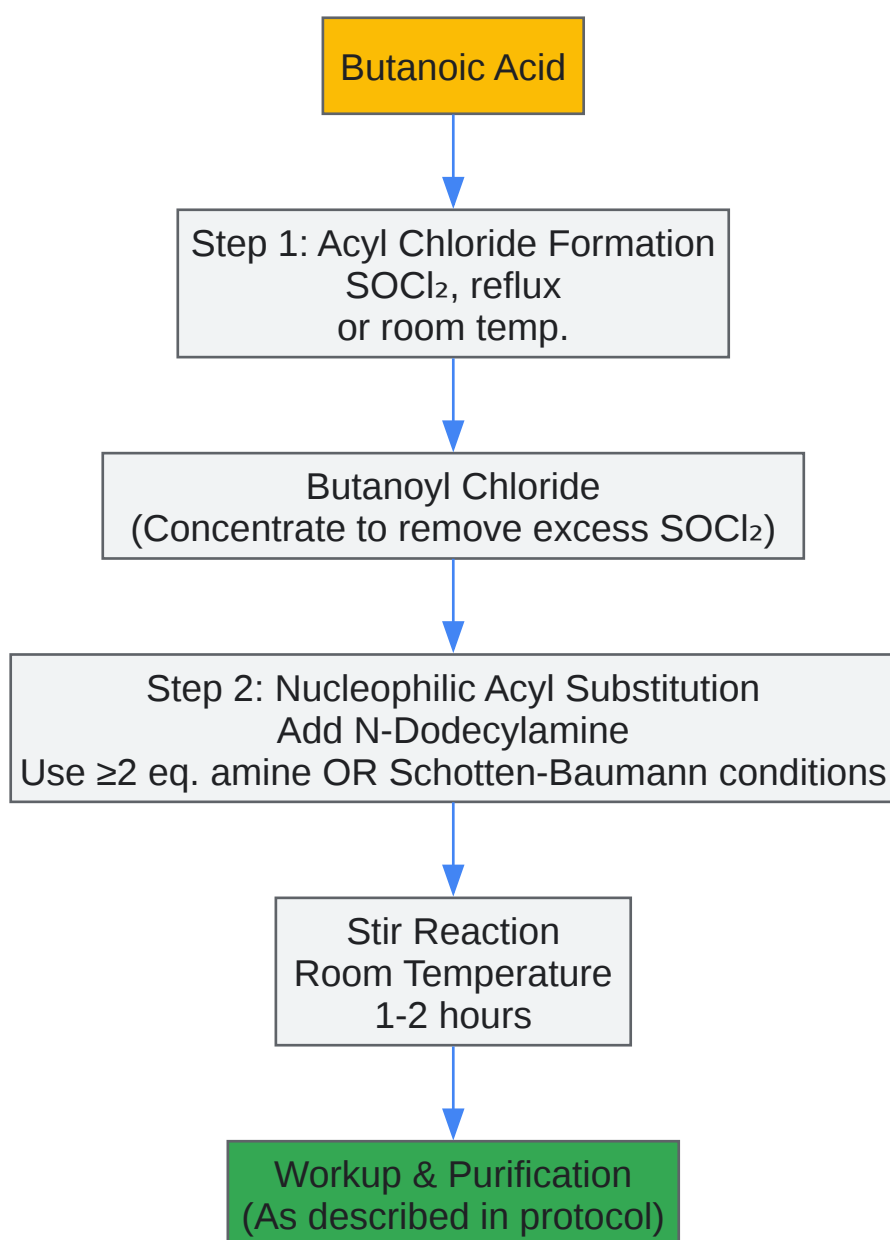 Butanoic Acid
Step 1: Acyl Chloride Formation
SOCl₂, reflux
or room temp.
Butanoyl Chloride
(Concentrate to remove excess SOCl₂)
Step 2: Nucleophilic Acyl Substitution
Add N-Dodecylamine
Use ≥2 eq. amine OR Schotten-Baumann conditions
Stir Reaction
Room Temperature
1-2 hours
Workup & Purification
(As described in protocol)